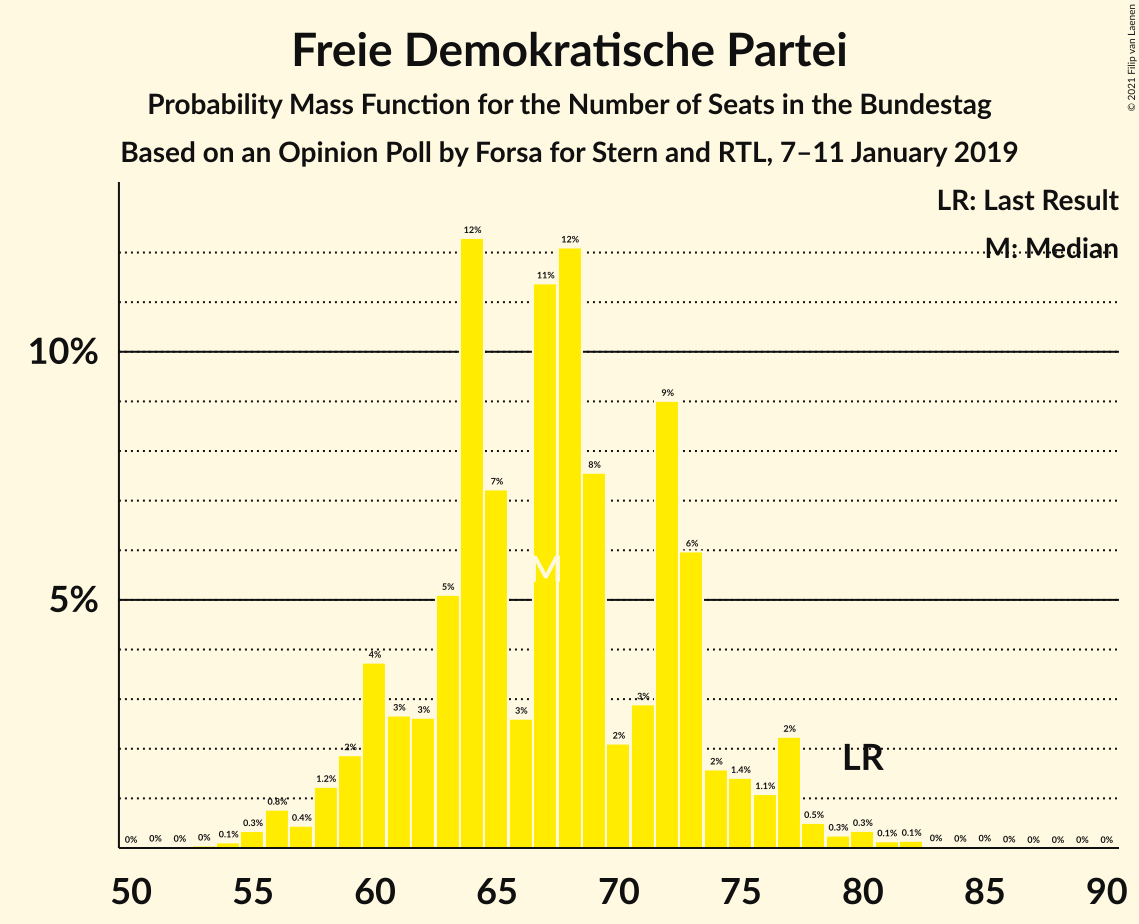 © 2021 Filip van Laenen
Freie Demokratische Partei
Probability Mass Function for the Number of Seats in the Bundestag
Based on an Opinion Poll by Forsa for Stern and RTL, 7–11 January 2019
LR: Last Result
M: Median
10%
5%
0% 0% 0% 0% 0.1% 0.3% 0.8% 0.4% 1.2% 2% 4% 3% 3% 5% 12% 7% 3% 11% 12% 8% 2% 3% 9% 6% 2% 1.4% 1.1% 2% 0.5% 0.3% 0.3% 0.1% 0.1% 0% 0% 0% 0% 0% 0% 0% 0%
M
LR
50 55 60 65 70 75 80 85 90